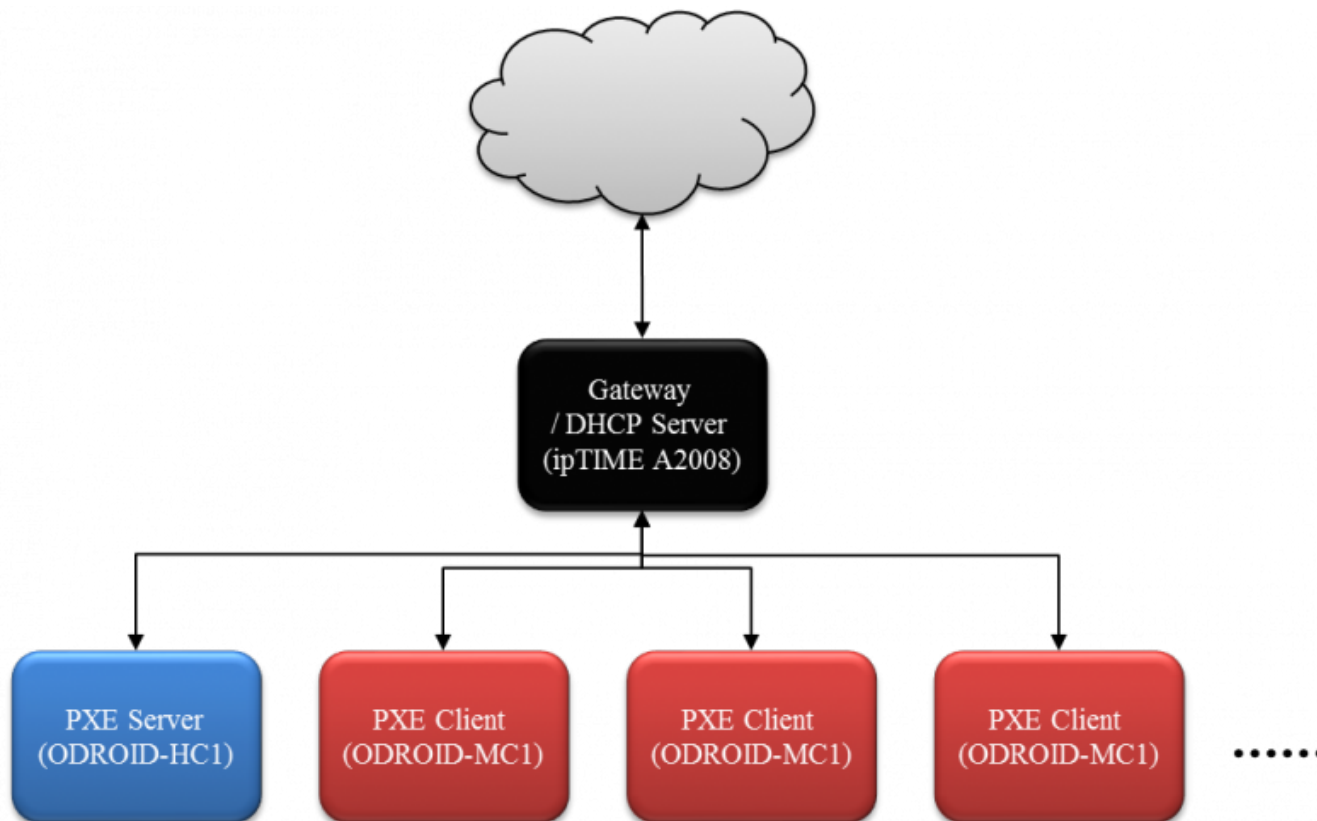 Gateway
/ DHCP Server
(ipTIME A2008)
PXE Server
(ODROID-HC1)
PXE Client
(ODROID-MC1)
PXE Client
(ODROID-MC1)
PXE Client
(ODROID-MC1)
......